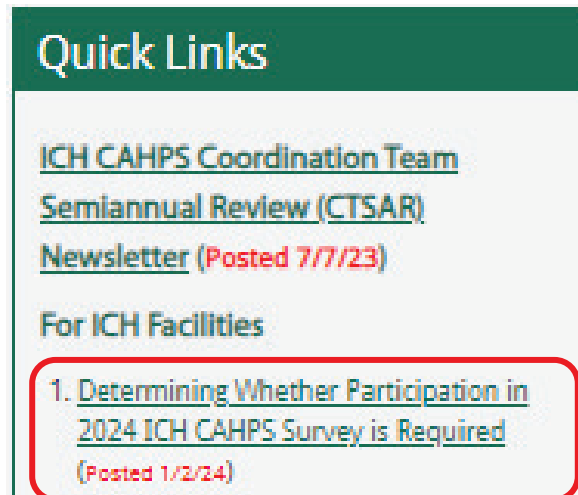 Quick Links
ICH CAHPS Coordination Team
Semiannual Review (CTSAR)
Newsletter (Posted 7/7/23)
For ICH Facilities
1. Determining Whether Participation in
2024 ICH CAHPS Survey is Required
(Posted 1/2/24)